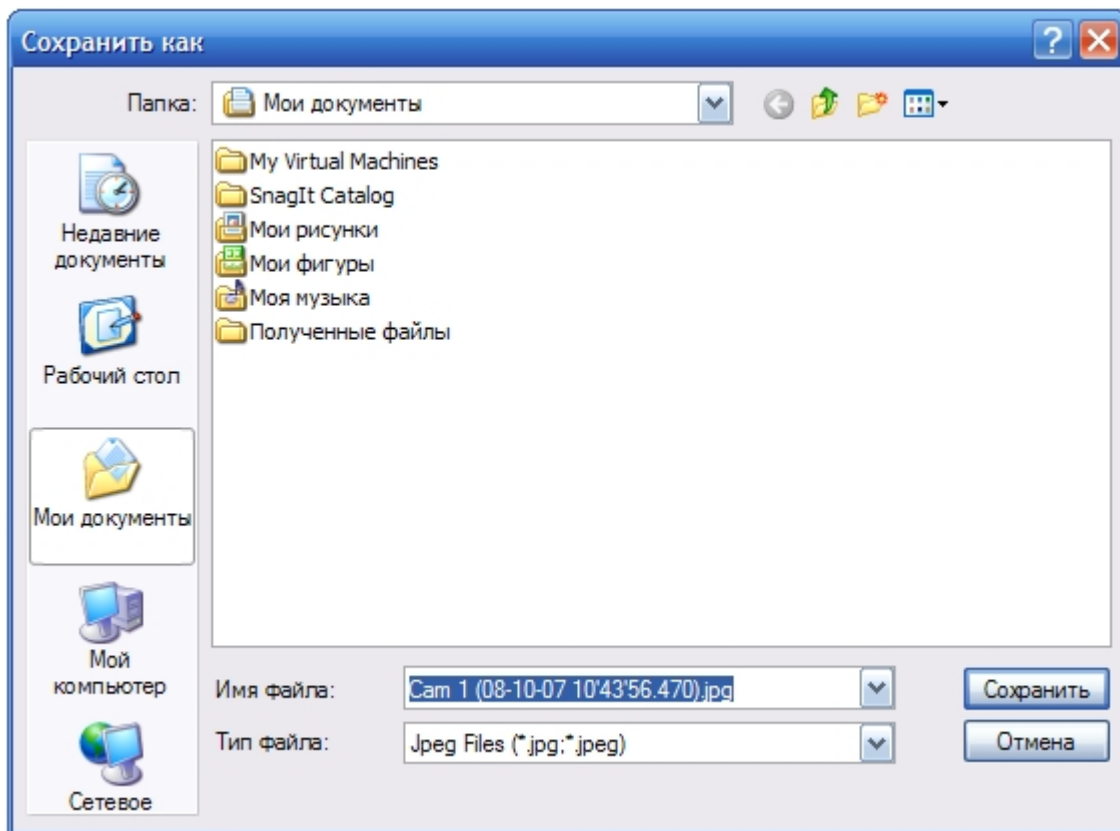 Сохранить как
Папка:
Мои документы
Недавние
документы
Рабочий стол
Мои документы
Мой
компьютер
Сетевое
My Virtual Machines
SnagIt Catalog
Мои рисунки
Мои фигуры
Моя музыка
Полученные файлы
Имя файла:
Cam 1 (08-10-07 10'43'56.470).jpg
Сохранить
Тип файла:
Jpeg Files (*.jpg;*.jpeg)
Отмена